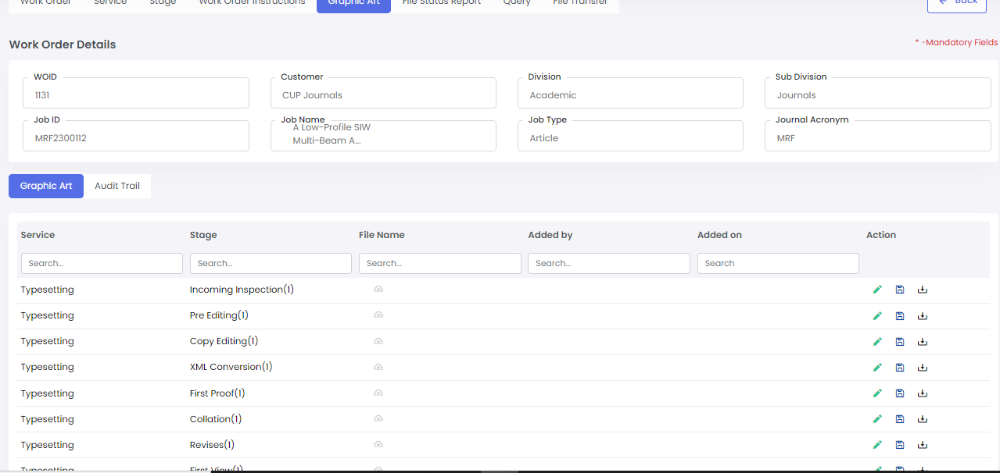 Work Order Service Stage Work Order Instructions Graphic Art File Status Report Query File Transfer Back
Work Order Details
* -Mandatory Fields
WOID Customer Division Sub Division
1131 CUP Journals Academic Journals
Job ID Job Name Job Type Journal Acronym
MRF2300112 A Low-Profile SIW Article MRF
Multi-Beam A...
Graphic Art Audit Trail
Service Stage File Name Added by Added on Action
Search... Search... Search... Search... Search
Typesetting Incoming Inspection(1)
Typesetting Pre Editing(1)
Typesetting Copy Editing(1)
Typesetting XML Conversion(1)
Typesetting First Proof(1)
Typesetting Collation(1)
Typesetting Revises(1)
Typesetting First View(1)